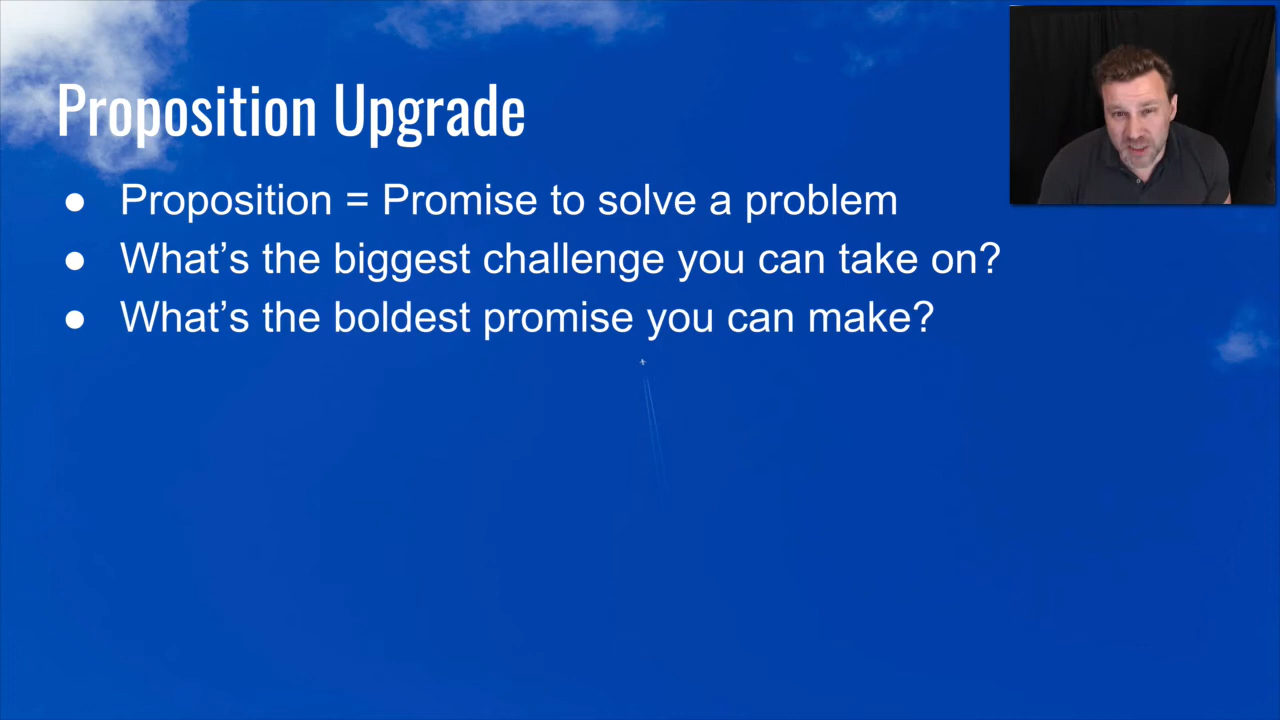 Proposition Upgrade
● Proposition = Promise to solve a problem
● What’s the biggest challenge you can take on?
● What’s the boldest promise you can make?